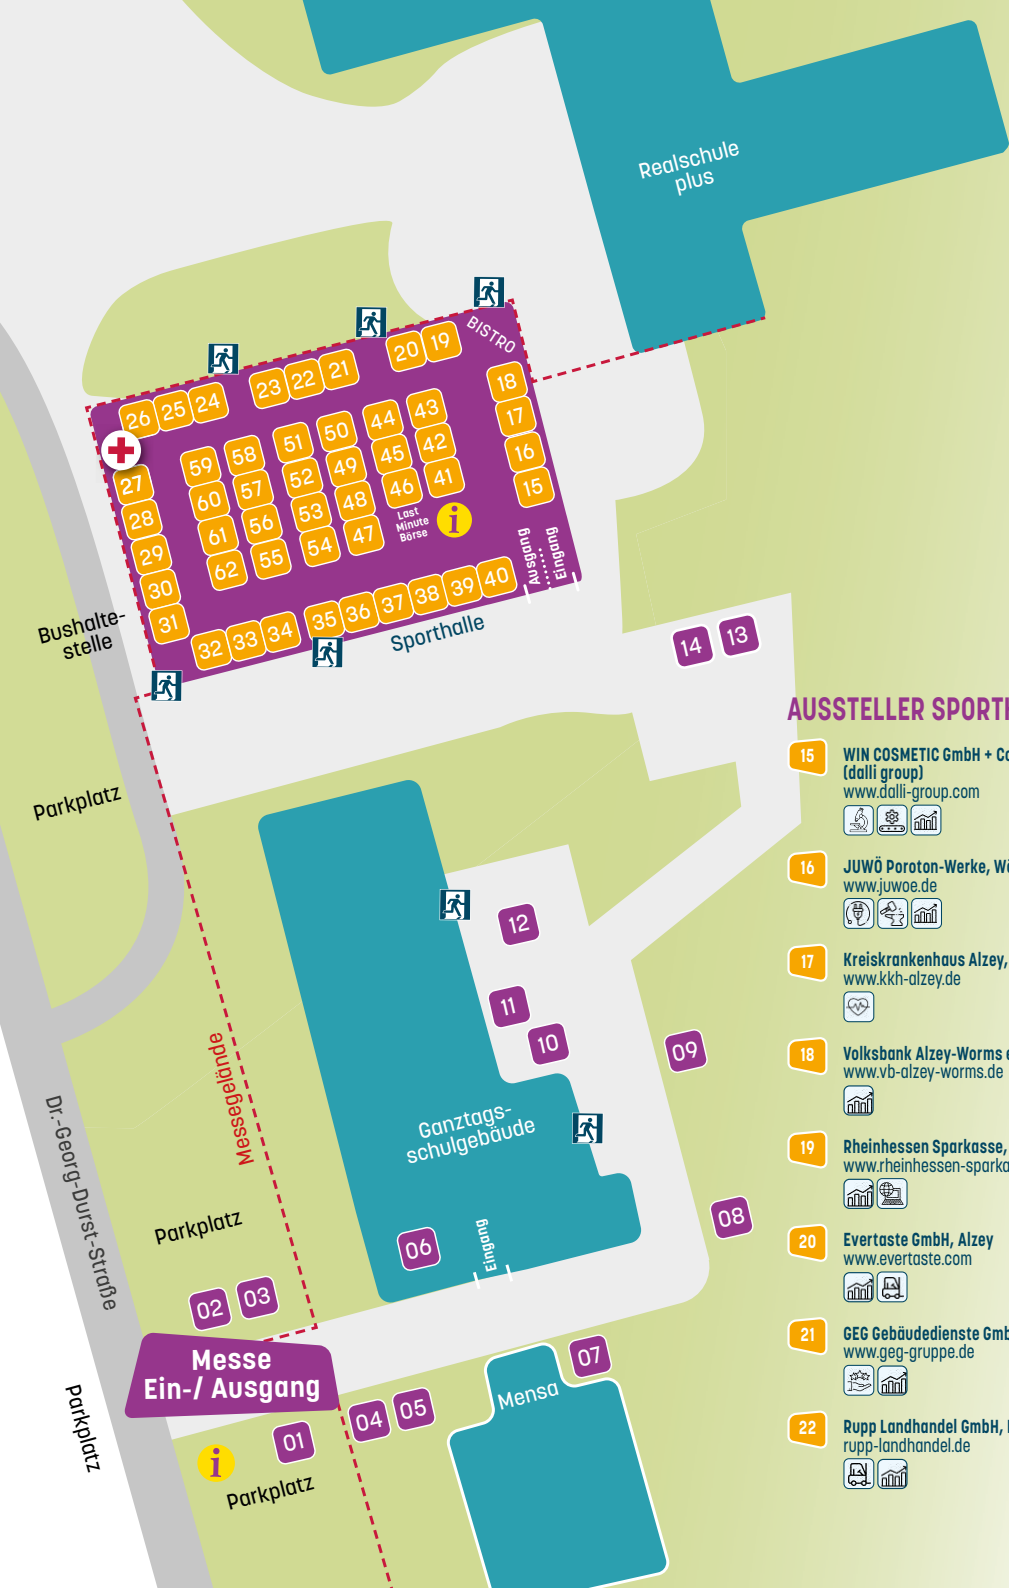 Realschule
plus
BISTRO
20 19
23 22 21
26 25 24
18
17
16
15
27
28
29
30
31
59 58 51 50 44 43
60 57 52 49 45 42
61 56 53 48 46 41
62 55 54 47
Last
Minute
Börse
i
Ausgang
Eingang
32 33 34 35 36 37 38 39 40
Sporthalle
Bushalte-
stelle
14 13
Parkplatz
12
11
10
09
Messegelände
Ganztags-
schulgebäude
Dr.-Georg-Durst-Straße
08
Parkplatz
06
Eingang
02 03
Messe
Ein-/ Ausgang
07
Mensa
04 05
01
i
Parkplatz
Parkplatz
AUSSTELLER SPORTH
15
WIN COSMETIC GmbH + Co
(dalli group)
www.dalli-group.com
16
JUWÖ Poroton-Werke, Wö
www.juwoe.de
17
Kreiskrankenhaus Alzey,
www.kkh-alzey.de
18
Volksbank Alzey-Worms e
www.vb-alzey-worms.de
19
Rheinhessen Sparkasse,
www.rheinhessen-sparka
20
Evertaste GmbH, Alzey
www.evertaste.com
21
GEG Gebäudedienste Gmb
www.geg-gruppe.de
22
Rupp Landhandel GmbH,
rupp-landhandel.de